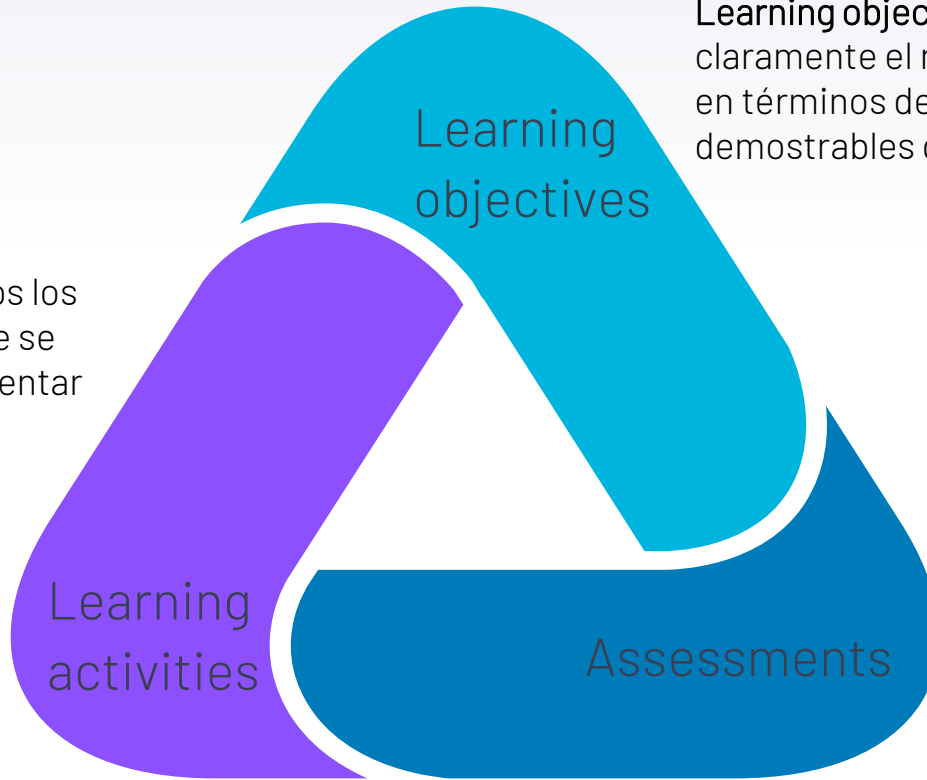 Learning objec
claramente el
en términos de
demostrables
Learning
objectives
os los
e se
entar
Learning
activities
Assessments